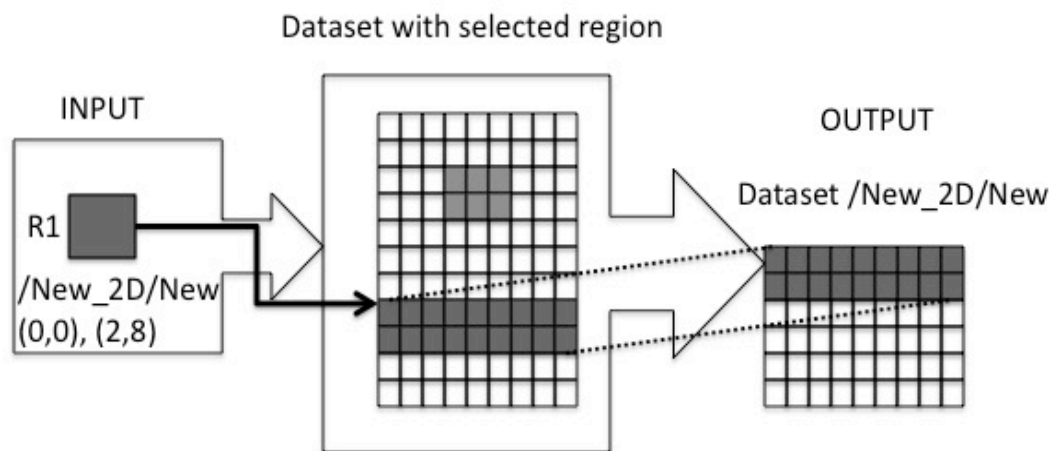 Dataset with selected region
INPUT
R1
/New_2D/New
(0,0), (2,8)
OUTPUT
Dataset /New_2D/New